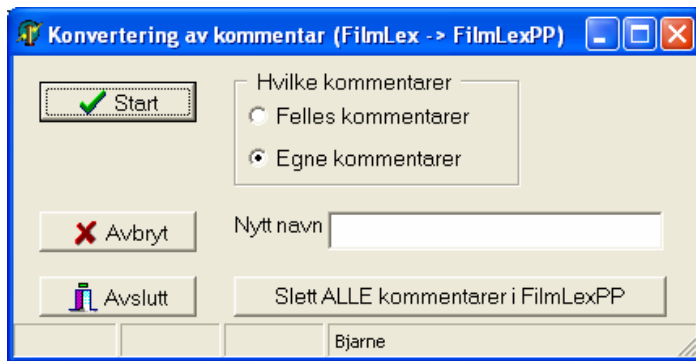 Konvertering av kommentar (FilmLex -> FilmLexPP)
Start
Hvilke kommentarer
Felles kommentarer
Egne kommentarer
Avbryt
Nytt navn
Avslutt
Slett ALLE kommentarer i FilmLexPP
Bjarne